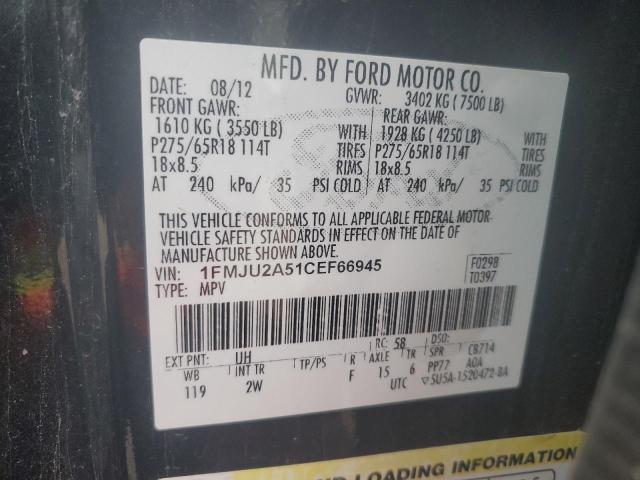 MFD. BY FORD MOTOR CO.
DATE: 08/12 GVWR: 3402 KG ( 7500 LB)
FRONT GAWR: REAR GAWR:
1610 KG ( 3550 LB) WITH 1928 KG ( 4250 LB) WITH
P275/65R18 114T TIRES P275/65R18 114T TIRES
18x8.5 RIMS 18x8.5 RIMS
AT 240 kPa/ 35 PSI COLD AT 240 kPa/ 35 PSI COLD
THIS VEHICLE CONFORMS TO ALL APPLICABLE FEDERAL MOTOR
VEHICLE SAFETY STANDARDS IN EFFECT ON THE DATE OF
MANUFACTURE SHOWN ABOVE.
VIN: 1FMJU2A51CEF66945 F0298
TYPE: MPV T0397
EXT PNT: UH RC: 58 DSO:
WB INT TR TP/PS R AXLE TR SPR CB714
119 2W F 15 6 PP77 AOA
UTC ▽5U5A-1520472-BA
AND LOADING INFORMATION